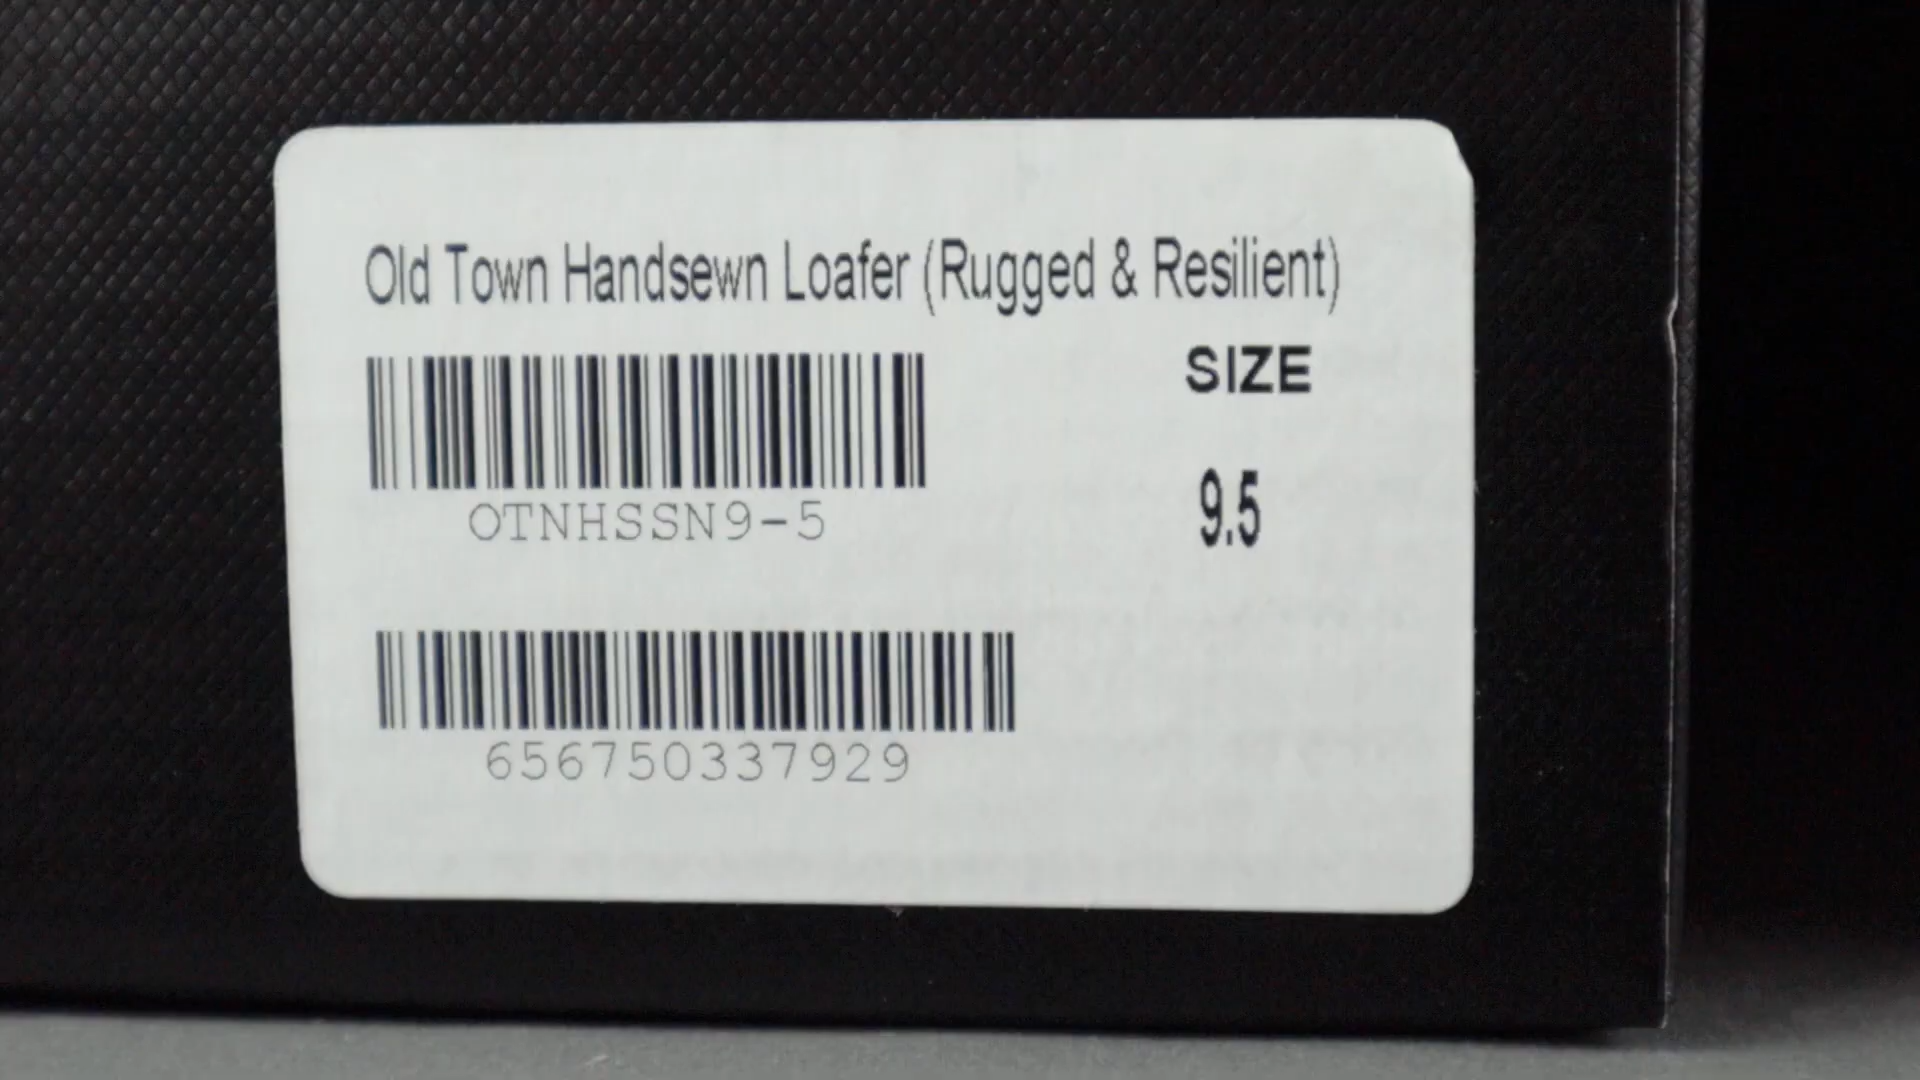 Old Town Handsewn Loafer (Rugged & Resilient)
SIZE
OTNHSSN9-5
9.5
656750337929